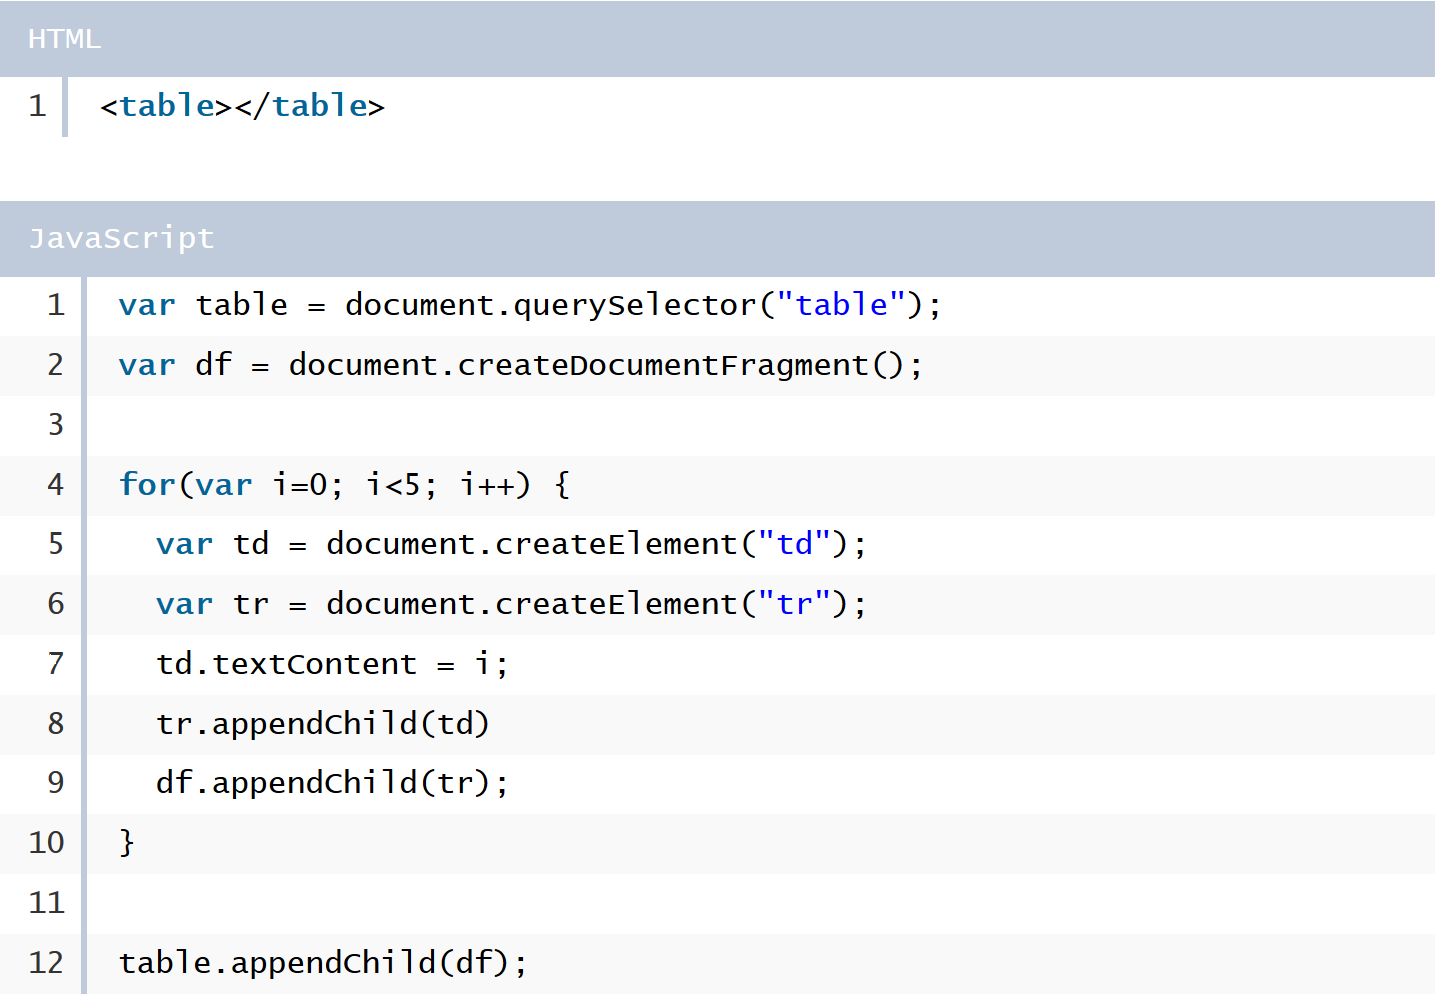 HTML
1 <table></table>
JavaScript
1 var table = document.querySelector("table");
2 var df = document.createDocumentFragment();
3
4 for(var i=0; i<5; i++) {
5   var td = document.createElement("td");
6   var tr = document.createElement("tr");
7   td.textContent = i;
8   tr.appendChild(td)
9   df.appendChild(tr);
10 }
11
12 table.appendChild(df);